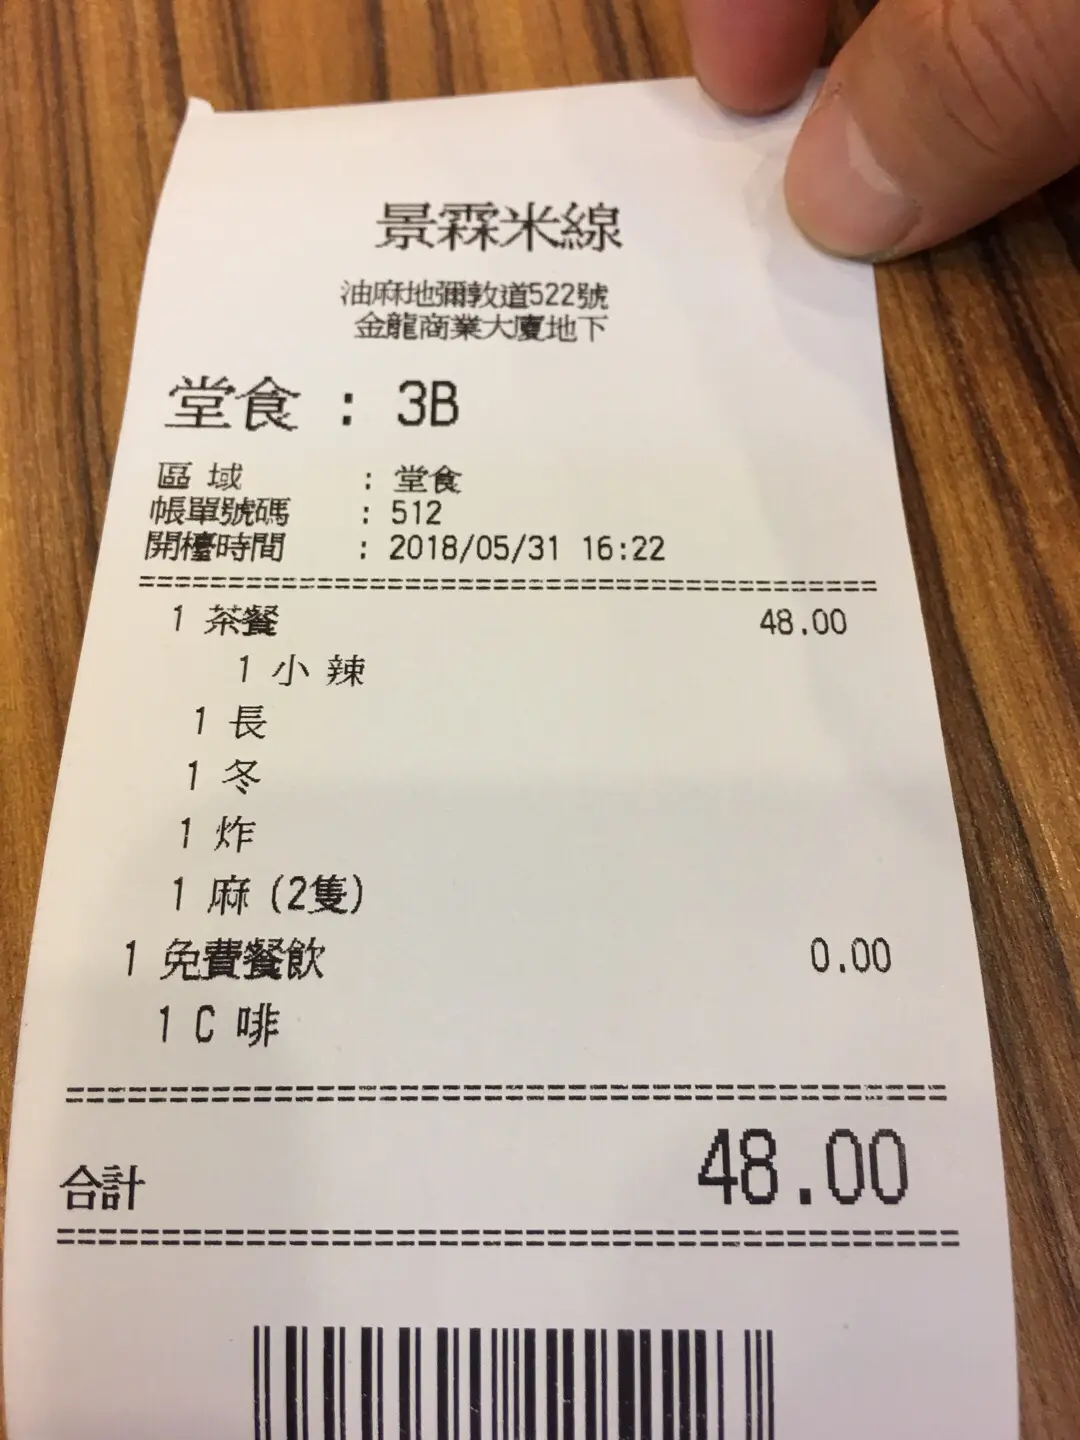 景霖米線
油麻地彌敦道522號
金龍商業大廈地下
堂食 : 3B
區 域 : 堂食
帳單號碼 : 512
開檯時間 : 2018/05/31 16:22
1 茶餐 48.00
1 小 辣
1 長
1 冬
1 炸
1 麻 (2隻)
1 免費餐飲 0.00
1 C 啡
合計 48.00